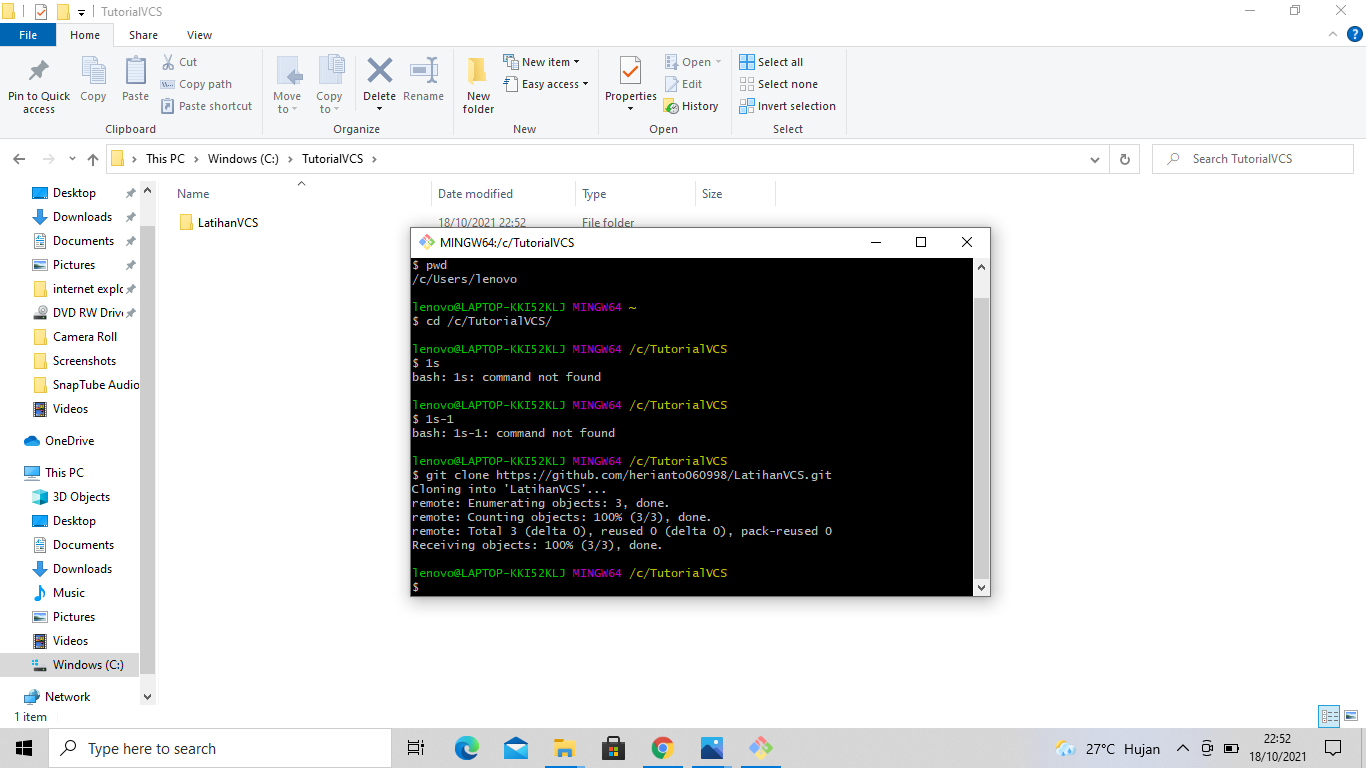 TutorialVCS
File
Home
Share
View
Pin to Quick access
Copy
Paste
Cut
Copy path
Paste shortcut
Clipboard
Move to
Copy to
Delete
Rename
Organize
New folder
New item
Easy access
New
Properties
Open
Edit
History
Open
Select all
Select none
Invert selection
Select
This PC > Windows (C:) > TutorialVCS >
Search TutorialVCS
Name
Date modified
Type
Size
LatihanVCS
18/10/2021 22:52
File folder
Desktop
Downloads
Documents
Pictures
internet explo
DVD RW Drive
Camera Roll
Screenshots
SnapTube Audio
Videos
OneDrive
This PC
3D Objects
Desktop
Documents
Downloads
Music
Pictures
Videos
Windows (C:)
Network
1 item
MINGW64:/c/TutorialVCS
$ pwd
/c/Users/lenovo
lenovo@LAPTOP-KKI52KLJ MINGW64 ~
$ cd /c/TutorialVCS/
lenovo@LAPTOP-KKI52KLJ MINGW64 /c/TutorialVCS
$ 1s
bash: 1s: command not found
lenovo@LAPTOP-KKI52KLJ MINGW64 /c/TutorialVCS
$ 1s-1
bash: 1s-1: command not found
lenovo@LAPTOP-KKI52KLJ MINGW64 /c/TutorialVCS
$ git clone https://github.com/herianto060998/LatihanVCS.git
Cloning into 'LatihanVCS'...
remote: Enumerating objects: 3, done.
remote: Counting objects: 100% (3/3), done.
remote: Total 3 (delta 0), reused 0 (delta 0), pack-reused 0
Receiving objects: 100% (3/3), done.
lenovo@LAPTOP-KKI52KLJ MINGW64 /c/TutorialVCS
$
Type here to search
27°C Hujan
22:52
18/10/2021